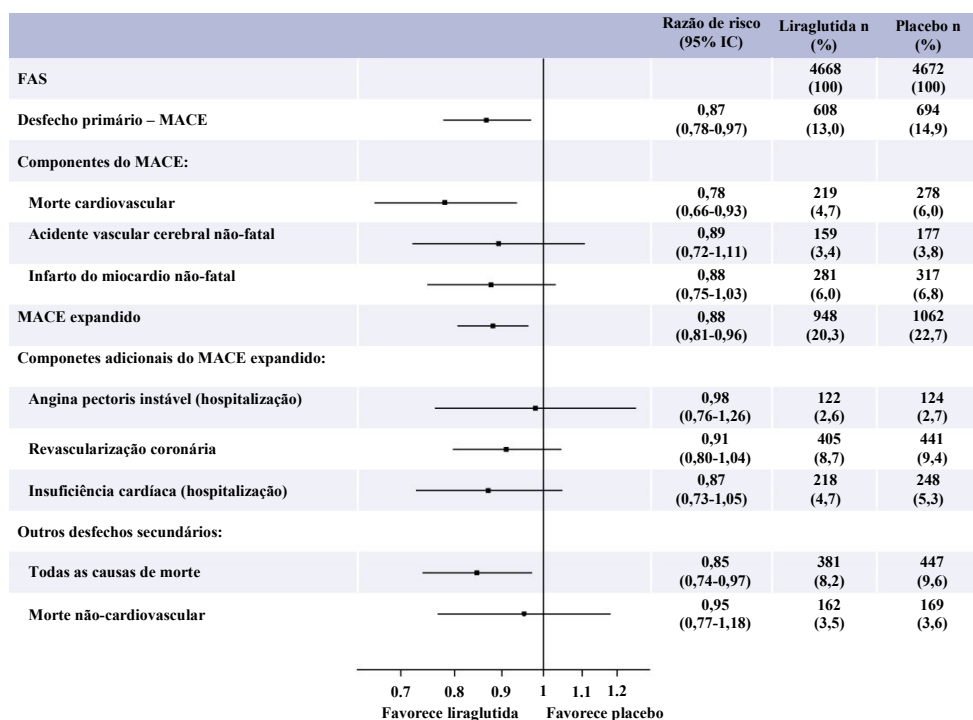 Razão de risco Liraglutida n Placebo n
(95% IC) (%) (%)
4668 4672
FAS
(100) (100)
0,87 608 694
Desfecho primário – MACE
(0,78-0,97) (13,0) (14,9)
Componentes do MACE:
0,78 219 278
Morte cardiovascular
(0,66-0,93) (4,7) (6,0)
Acidente vascular cerebral não-fatal 0,89 159 177
(0,72-1,11) (3,4) (3,8)
Infarto do miocardio não-fatal 0,88 281 317
(0,75-1,03) (6,0) (6,8)
MACE expandido 0,88 948 1062
(0,81-0,96) (20,3) (22,7)
Componetes adicionais do MACE expandido:
Angina pectoris instável (hospitalização) 0,98 122 124
(0,76-1,26) (2,6) (2,7)
Revascularização coronária 0,91 405 441
(0,80-1,04) (8,7) (9,4)
Insuficiência cardíaca (hospitalização) 0,87 218 248
(0,73-1,05) (4,7) (5,3)
Outros desfechos secundários:
Todas as causas de morte 0,85 381 447
(0,74-0,97) (8,2) (9,6)
Morte não-cardiovascular 0,95 162 169
(0,77-1,18) (3,5) (3,6)
0.7 0.8 0.9 1 1.1 1.2
Favorece liraglutida Favorece placebo